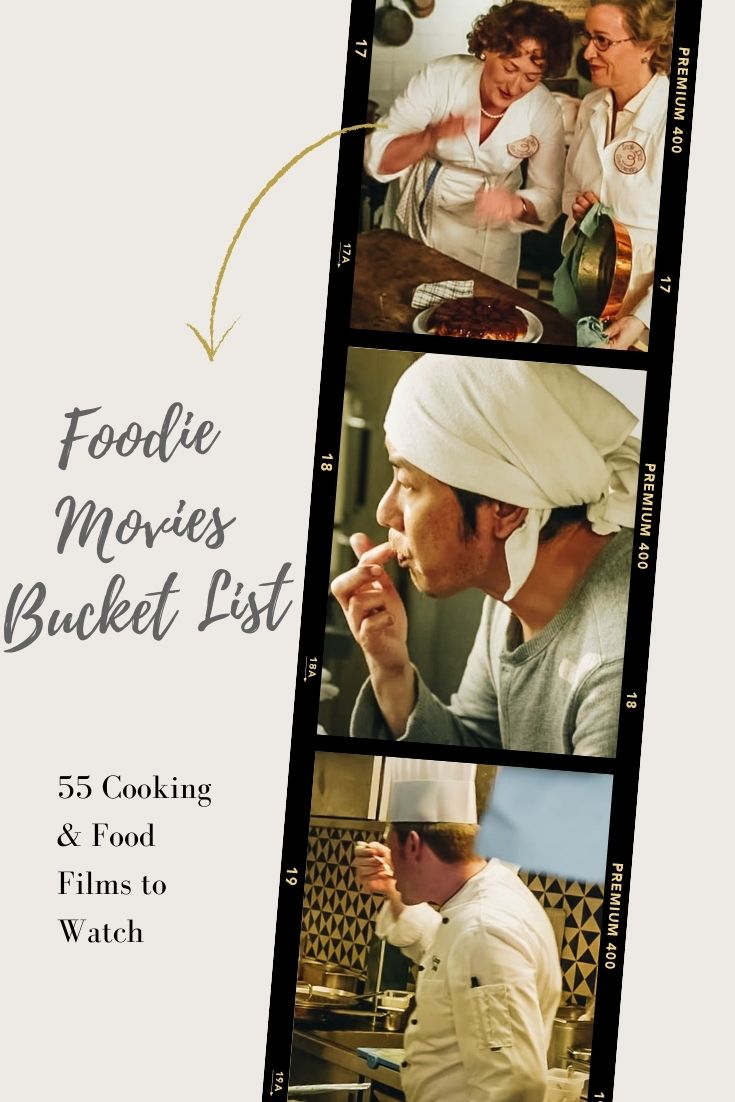 17
PREMIUM 400
17A
17
Foodie
Movies
Bucket List
18
PREMIUM 400
18A
18
55 Cooking
& Food
Films to
Watch
19
PREMIUM 400
19A